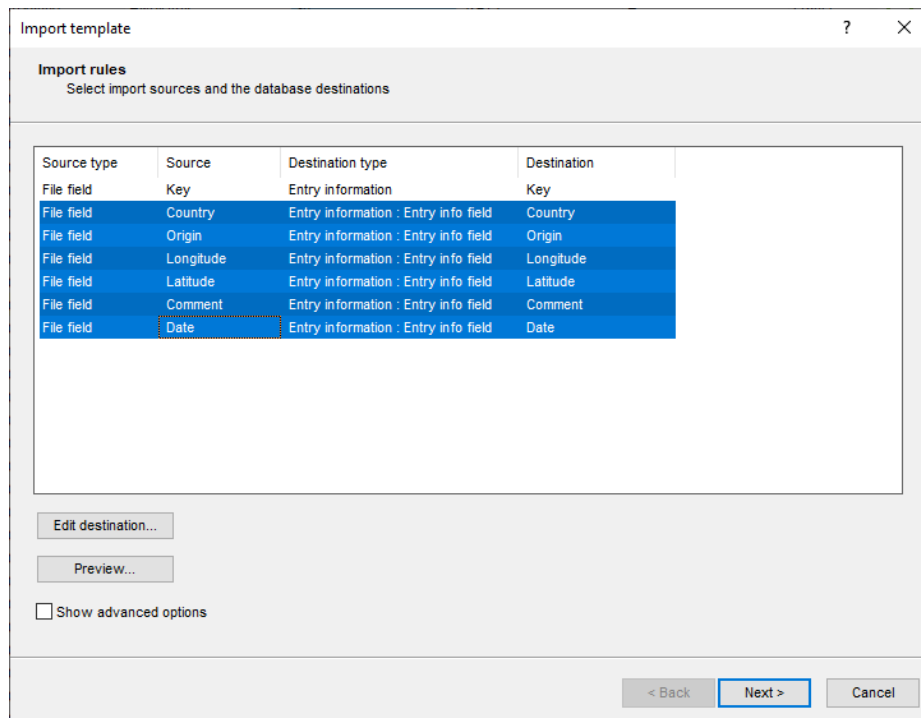 Import template ?
Import rules
Select import sources and the database destinations
Source type Source Destination type Destination
File field Key Entry information Key
File field Country Entry information : Entry info field Country
File field Origin Entry information : Entry info field Origin
File field Longitude Entry information : Entry info field Longitude
File field Latitude Entry information : Entry info field Latitude
File field Comment Entry information : Entry info field Comment
File field Date Entry information : Entry info field Date
Edit destination...
Preview...
Show advanced options
< Back Next > Cancel